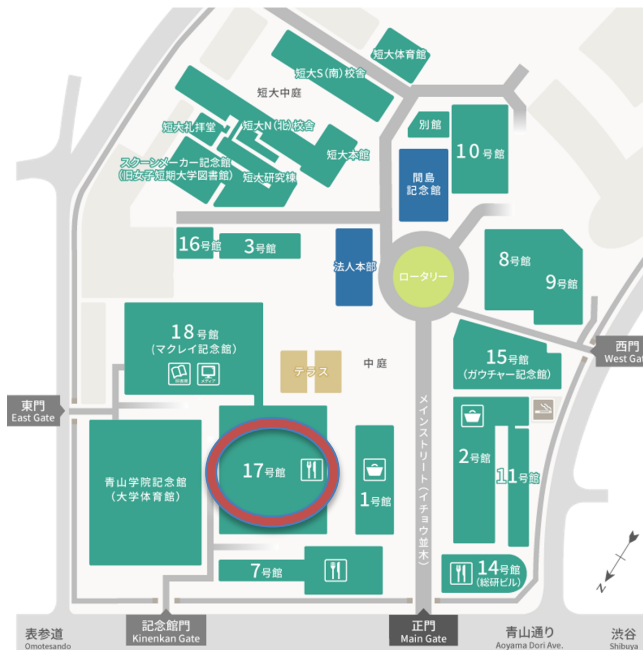 短大体育館
短大S(南)校舎
短大中庭
短大礼拝堂
短大N(北)校舎
別館
短大本館
10号館
スクーンメーカー記念館
(旧女子短期大学図書館)
短大研究棟
間島
記念館
16号館
3号館
法人本部
ロータリー
8号館
9号館
18号館
(マクレイ記念館)
西門
West Gate
15号館
(ガウチャー記念館)
中庭
テラス
東門
East Gate
メインストリート(イチョウ並木)
青山学院記念館
(大学体育館)
17号館
1号館
2号館
11号館
7号館
14号館
(総研ビル)
N
記念館門
Kinenkan Gate
正門
Main Gate
表参道
Omotesando
青山通り
Aoyama Dori Ave.
渋谷
Shibuya